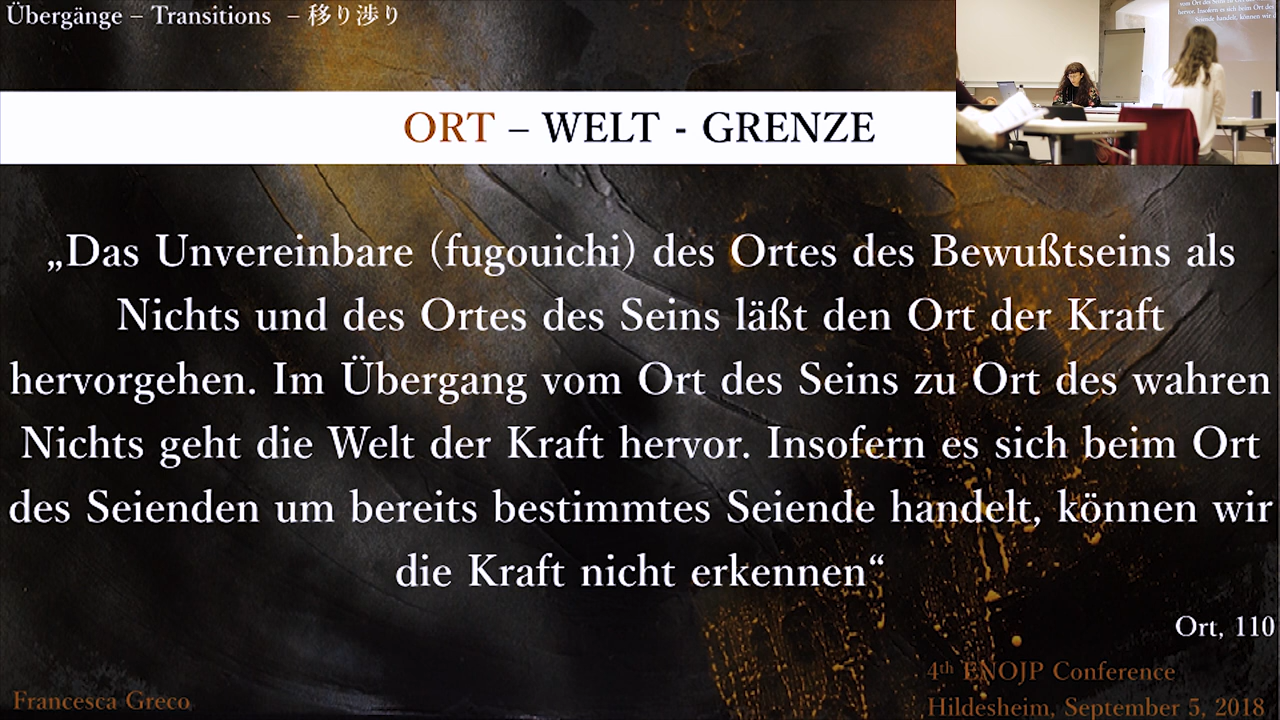 Übergänge – Transitions – 移り渉り
ORT – WELT - GRENZE
„Das Unvereinbare (fugouichi) des Ortes des Bewußtseins als
Nichts und des Ortes des Seins läßt den Ort der Kraft
hervorgehen. Im Übergang vom Ort des Seins zu Ort des wahren
Nichts geht die Welt der Kraft hervor. Insofern es sich beim Ort
des Seienden um bereits bestimmtes Seiende handelt, können wir
die Kraft nicht erkennen“
Ort, 110
4th ENOJP Conference
Francesca Greco
Hildesheim, September 5, 2018